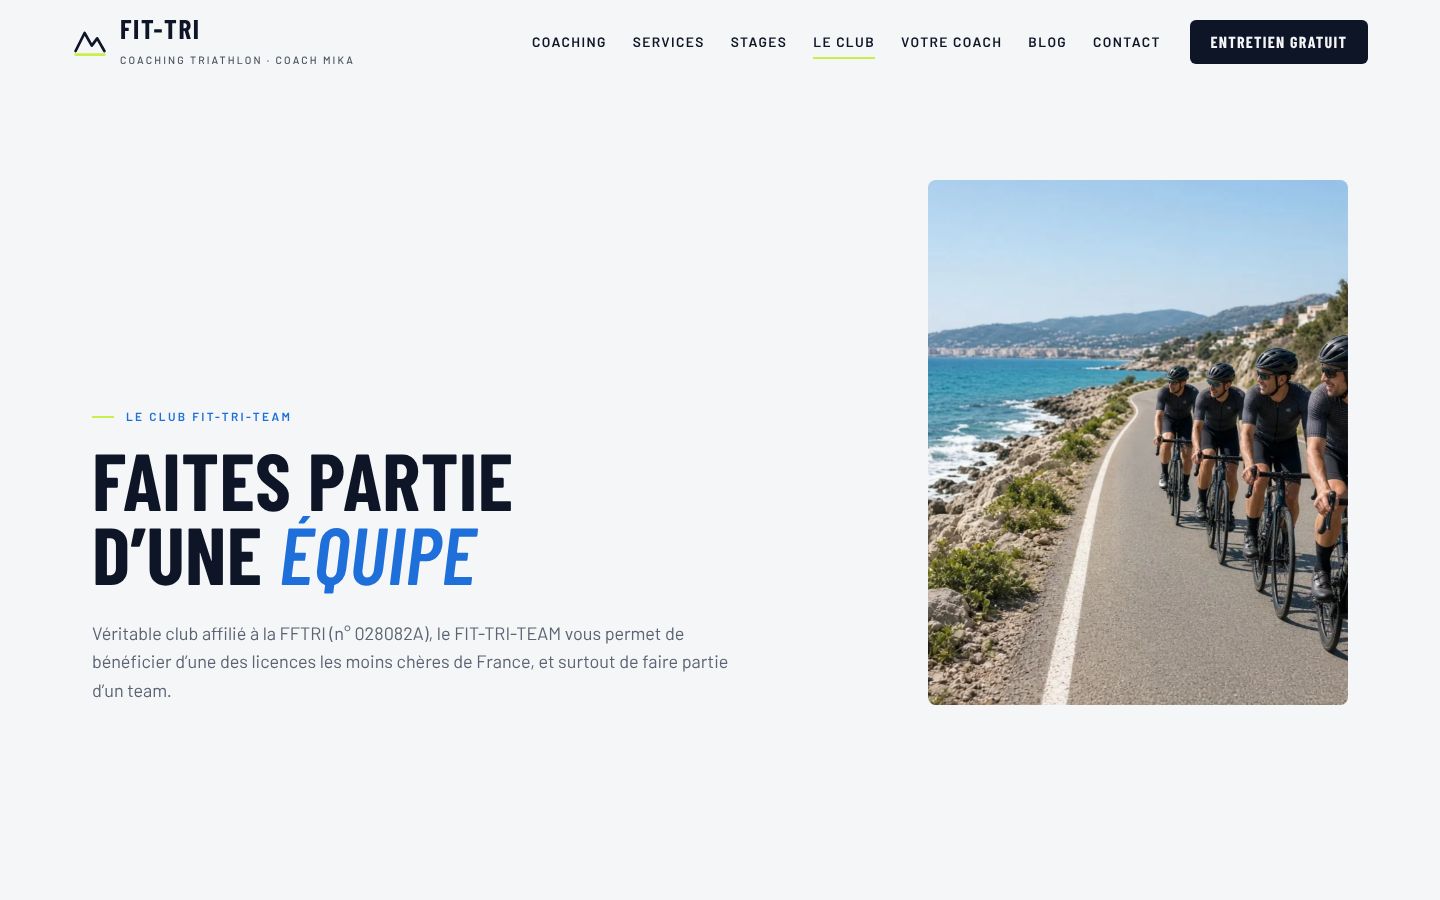 FIT-TRI
COACHING TRIATHLON · COACH MIKA
COACHING
SERVICES
STAGES
LE CLUB
VOTRE COACH
BLOG
CONTACT
ENTRETIEN GRATUIT
LE CLUB FIT-TRI-TEAM
FAITES PARTIE
D’UNE ÉQUIPE
Véritable club affilié à la FFTRI (n° 028082A), le FIT-TRI-TEAM vous permet de
bénéficier d’une des licences les moins chères de France, et surtout de faire partie
d’un team.